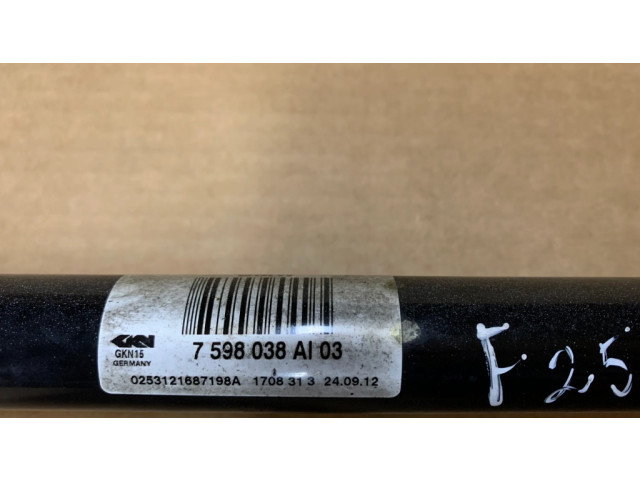 GKN
GKN15
GERMANY
7 598 038 AI 03
0253121687198A 1708 31 3 24.09.12
F 25